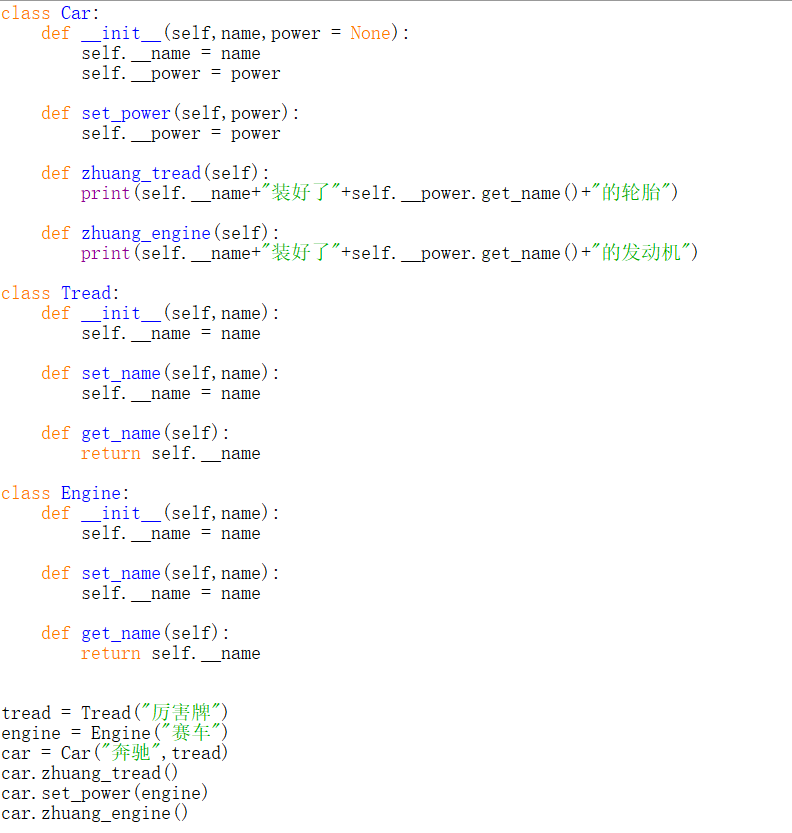 class Car:
    def __init__(self,name,power = None):
        self.__name = name
        self.__power = power

    def set_power(self,power):
        self.__power = power

    def zhuang_tread(self):
        print(self.__name+"装好了"+self.__power.get_name()+"的轮胎")

    def zhuang_engine(self):
        print(self.__name+"装好了"+self.__power.get_name()+"的发动机")

class Tread:
    def __init__(self,name):
        self.__name = name

    def set_name(self,name):
        self.__name = name

    def get_name(self):
        return self.__name

class Engine:
    def __init__(self,name):
        self.__name = name

    def set_name(self,name):
        self.__name = name

    def get_name(self):
        return self.__name


tread = Tread("厉害牌")
engine = Engine("赛车")
car = Car("奔驰",tread)
car.zhuang_tread()
car.set_power(engine)
car.zhuang_engine()